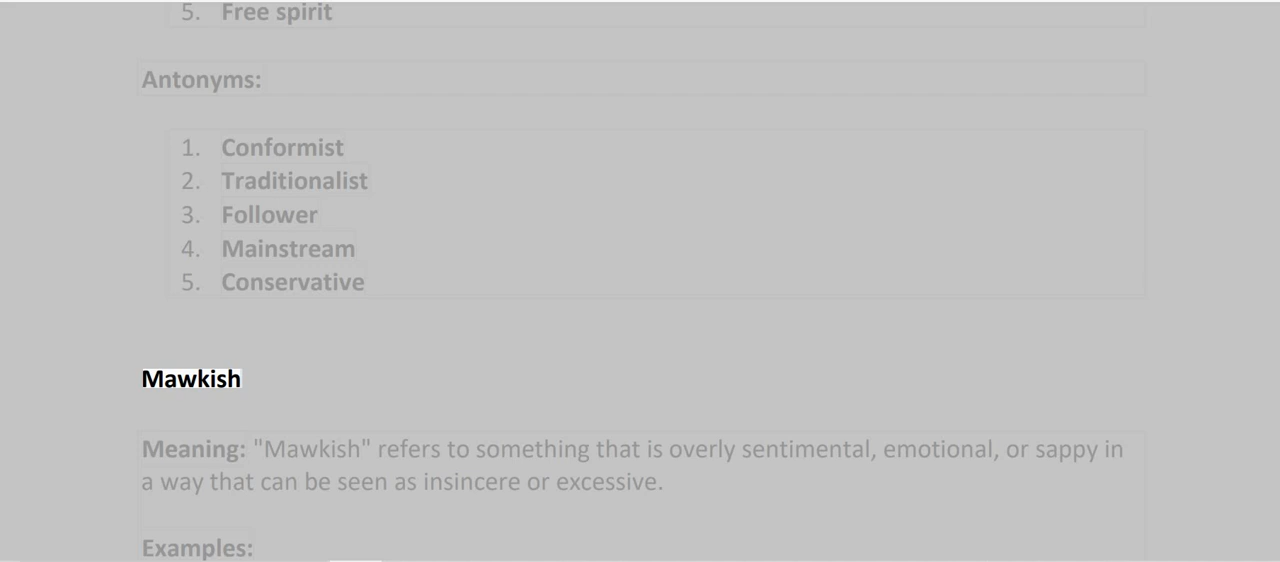 5. Free spirit
Antonyms:
1. Conformist
2. Traditionalist
3. Follower
4. Mainstream
5. Conservative
Mawkish
Meaning: "Mawkish" refers to something that is overly sentimental, emotional, or sappy in
a way that can be seen as insincere or excessive.
Examples: